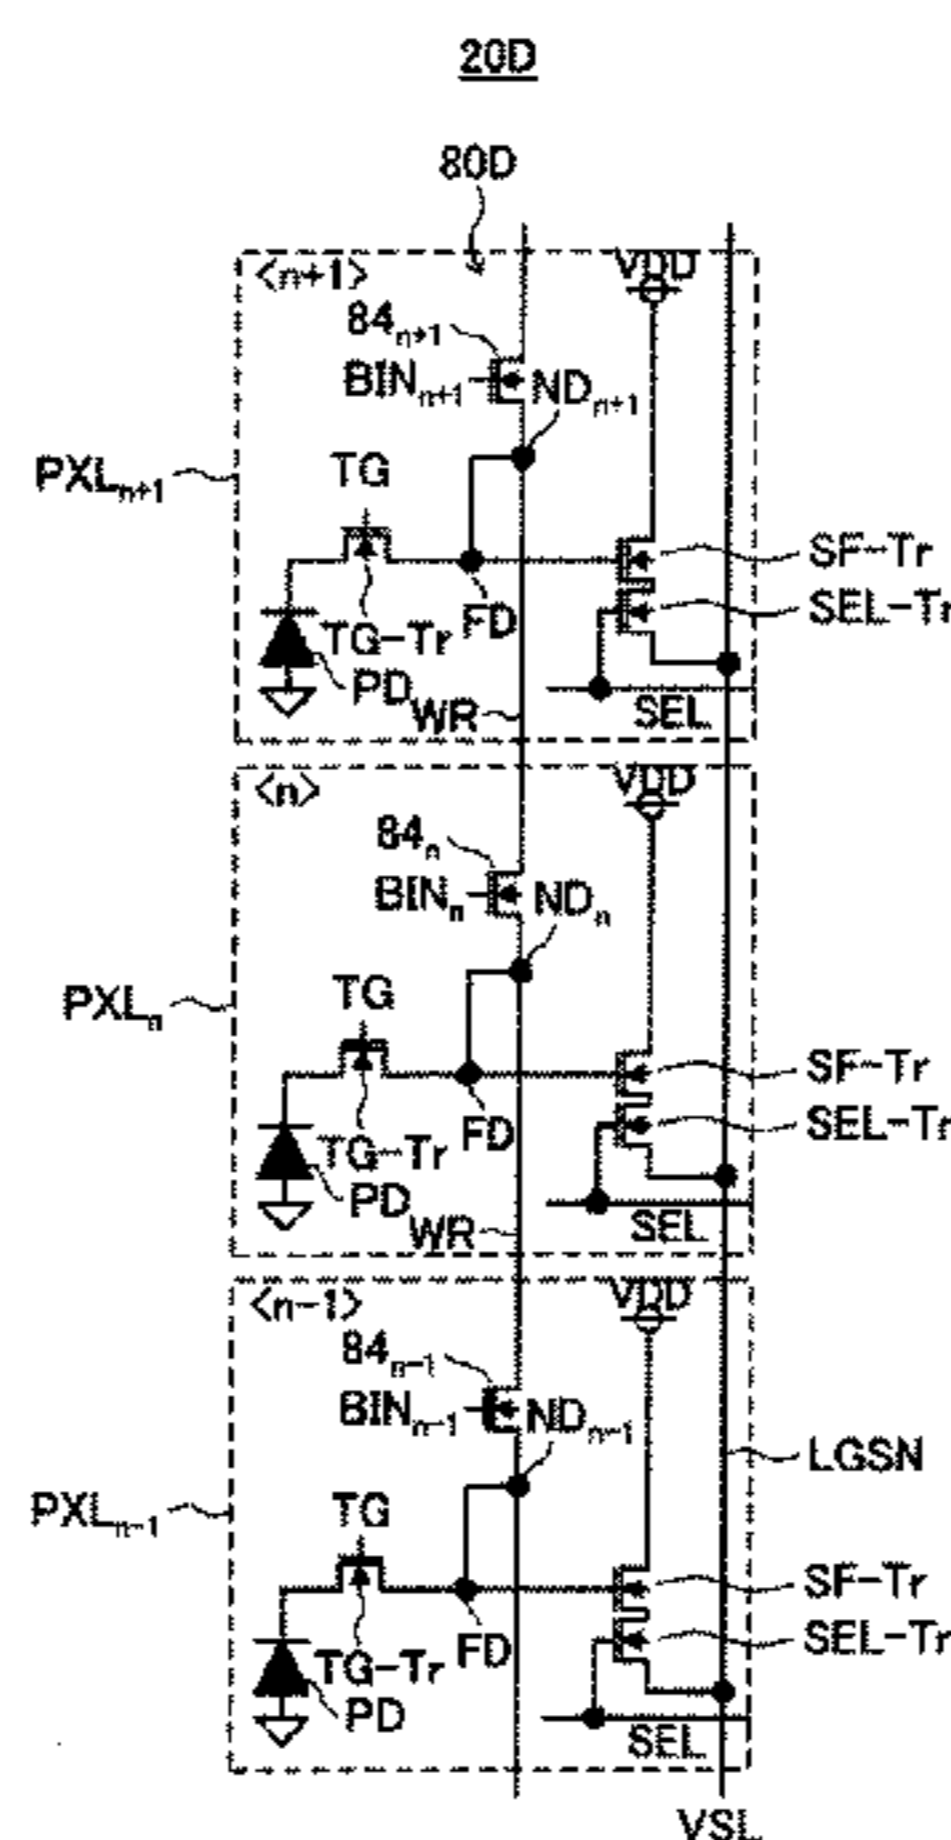 20D
80D
<n+1>
VDD
84n+1
BINn+1
NDn+1
PXLn+1
TG
SF-Tr
FD
SEL-Tr
TG-Tr
PD
WR
SEL
<n>
VDD
84n
BINn
NDn
PXLn
TG
SF-Tr
FD
SEL-Tr
TG-Tr
PD
WR
SEL
<n-1>
VDD
84n-1
BINn-1
NDn-1
LGSN
PXLn-1
TG
SF-Tr
FD
SEL-Tr
TG-Tr
PD
SEL
VSL